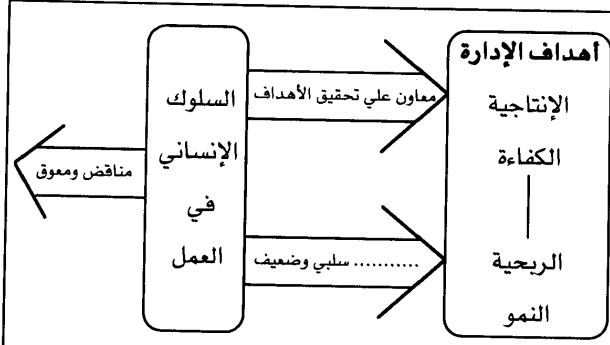 أهداف الإدارة
الإنتاجية
الكفاءة
الربحية
النمو
معاون علي تحقيق الأهداف
سلبي وضعيف ...........
السلوك
الإنساني
في
العمل
مناقض ومعوق